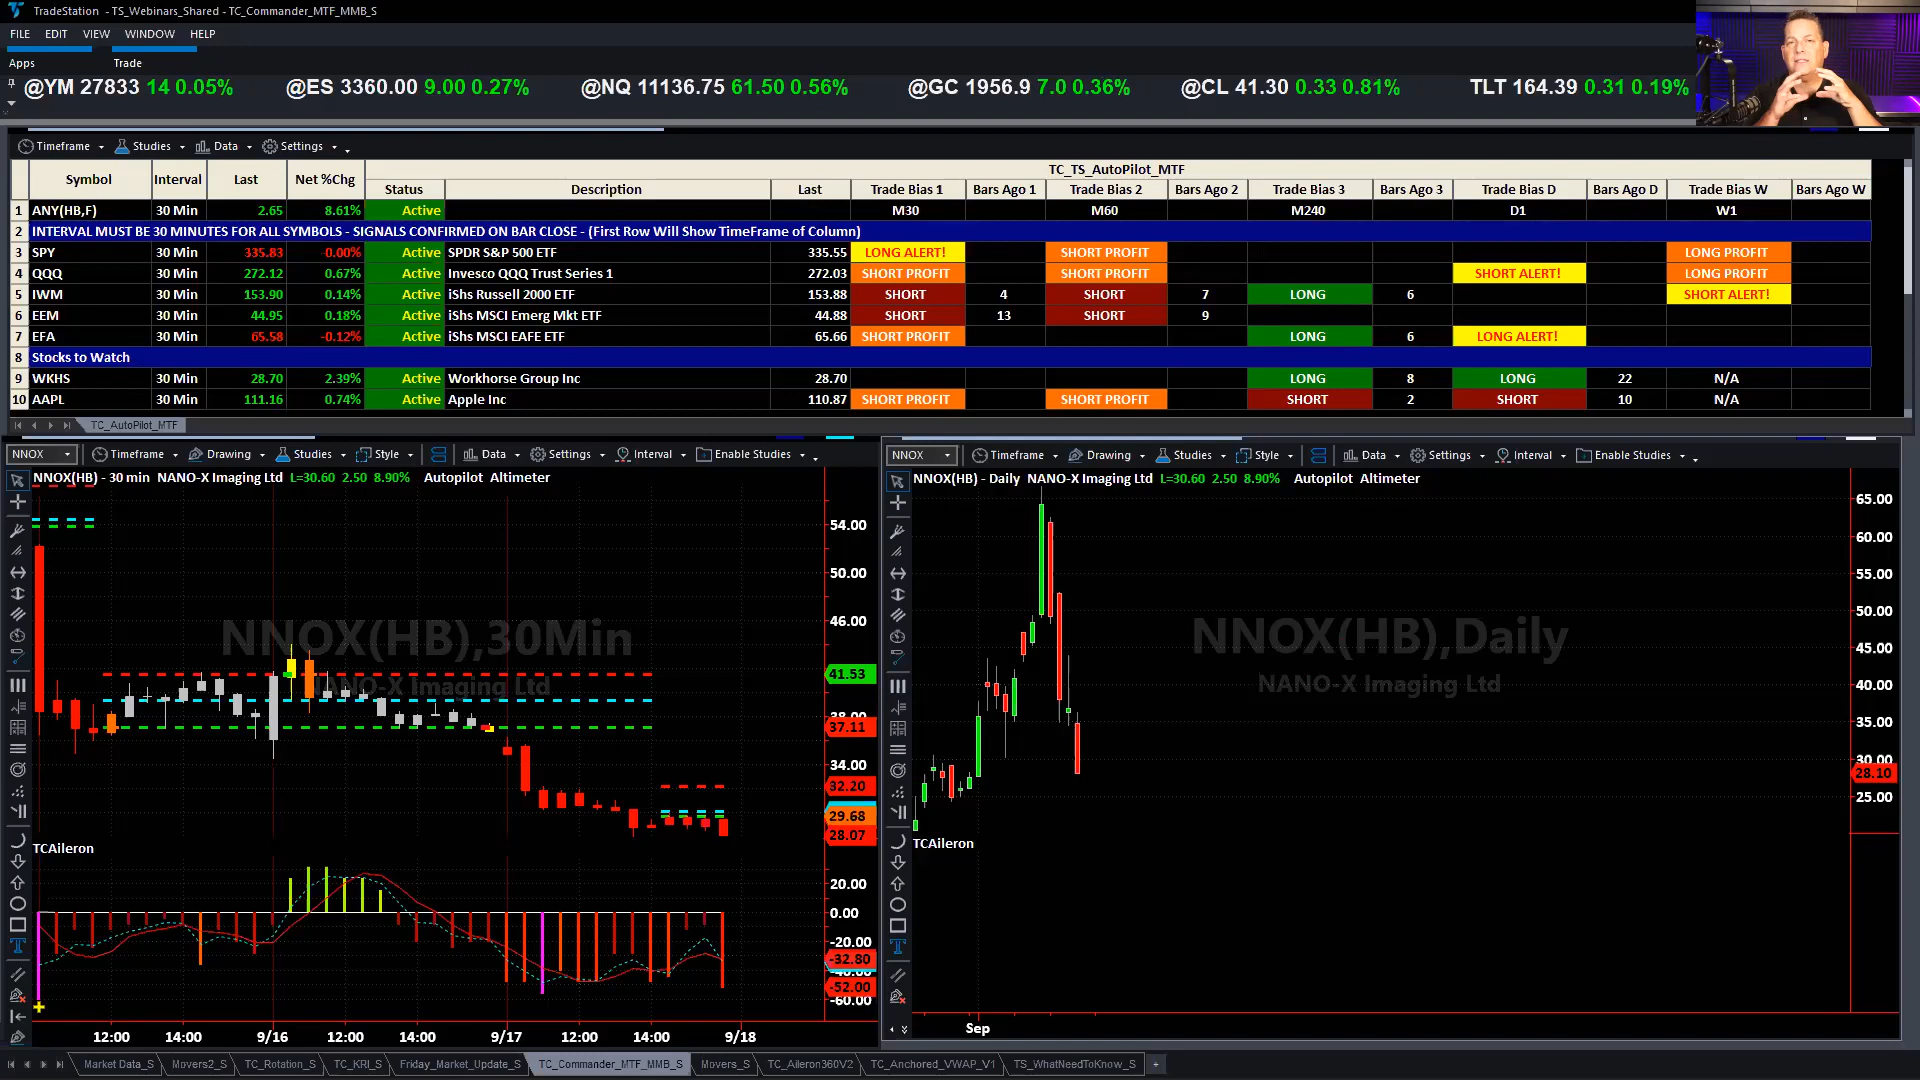 TradeStation - TS_Webinars_Shared - TC_Commander_MTF_MMB_S
FILE EDIT VIEW WINDOW HELP
Apps Trade
@YM 27833 14 0.05% @ES 3360.00 9.00 0.27% @NQ 11136.75 61.50 0.56% @GC 1956.9 7.0 0.36% @CL 41.30 0.33 0.81% TLT 164.39 0.31 0.19%
Timeframe Studies Data Settings
TC_TS_AutoPilot_MTF
Symbol Interval Last Net %Chg Status Description Last Trade Bias 1 Bars Ago 1 Trade Bias 2 Bars Ago 2 Trade Bias 3 Bars Ago 3 Trade Bias D Bars Ago D Trade Bias W Bars Ago W
1 ANY(HB,F) 30 Min 2.65 8.61% Active M30 M60 M240 D1 W1
2 INTERVAL MUST BE 30 MINUTES FOR ALL SYMBOLS - SIGNALS CONFIRMED ON BAR CLOSE - (First Row Will Show TimeFrame of Column)
3 SPY 30 Min 335.83 -0.00% Active SPDR S&P 500 ETF 335.55 LONG ALERT! SHORT PROFIT LONG PROFIT
4 QQQ 30 Min 272.12 0.67% Active Invesco QQQ Trust Series 1 272.03 SHORT PROFIT SHORT PROFIT SHORT ALERT! LONG PROFIT
5 IWM 30 Min 153.90 0.14% Active iShs Russell 2000 ETF 153.88 SHORT 4 SHORT 7 LONG 6 SHORT ALERT!
6 EEM 30 Min 44.95 0.18% Active iShs MSCI Emerg Mkt ETF 44.88 SHORT 13 SHORT 9
7 EFA 30 Min 65.58 -0.12% Active iShs MSCI EAFE ETF 65.66 SHORT PROFIT LONG 6 LONG ALERT!
8 Stocks to Watch
9 WKHS 30 Min 28.70 2.39% Active Workhorse Group Inc 28.70 LONG 8 LONG 22 N/A
10 AAPL 30 Min 111.16 0.74% Active Apple Inc 110.87 SHORT PROFIT SHORT PROFIT SHORT 2 SHORT 10 N/A
TC_AutoPilot_MTF
NNOX Timeframe Drawing Studies Style Data Settings Interval Enable Studies
NNOX(HB) - 30 min NANO-X Imaging Ltd L=30.60 2.50 8.90% Autopilot Altimeter
54.00
50.00
46.00
NNOX(HB),30Min
NANO-X Imaging Ltd
41.53
38.00
37.11
34.00
32.20
29.68
28.07
TCAileron
20.00
0.00
-20.00
-32.80
-40.00
-52.00
-60.00
12:00 14:00 9/16 12:00 14:00 9/17 12:00 14:00 9/18
NNOX Timeframe Drawing Studies Style Data Settings Interval Enable Studies
NNOX(HB) - Daily NANO-X Imaging Ltd L=30.60 2.50 8.90% Autopilot Altimeter
65.00
60.00
55.00
50.00
NNOX(HB),Daily
45.00
NANO-X Imaging Ltd
40.00
35.00
30.00
28.10
25.00
TCAileron
Sep
Market Data_S Movers2_S TC_Rotation_S TC_KRI_S Friday_Market_Update_S TC_Commander_MTF_MMB_S Movers_S TC_Aileron360V2 TC_Anchored_VWAP_V1 TS_WhatNeedToKnow_S +